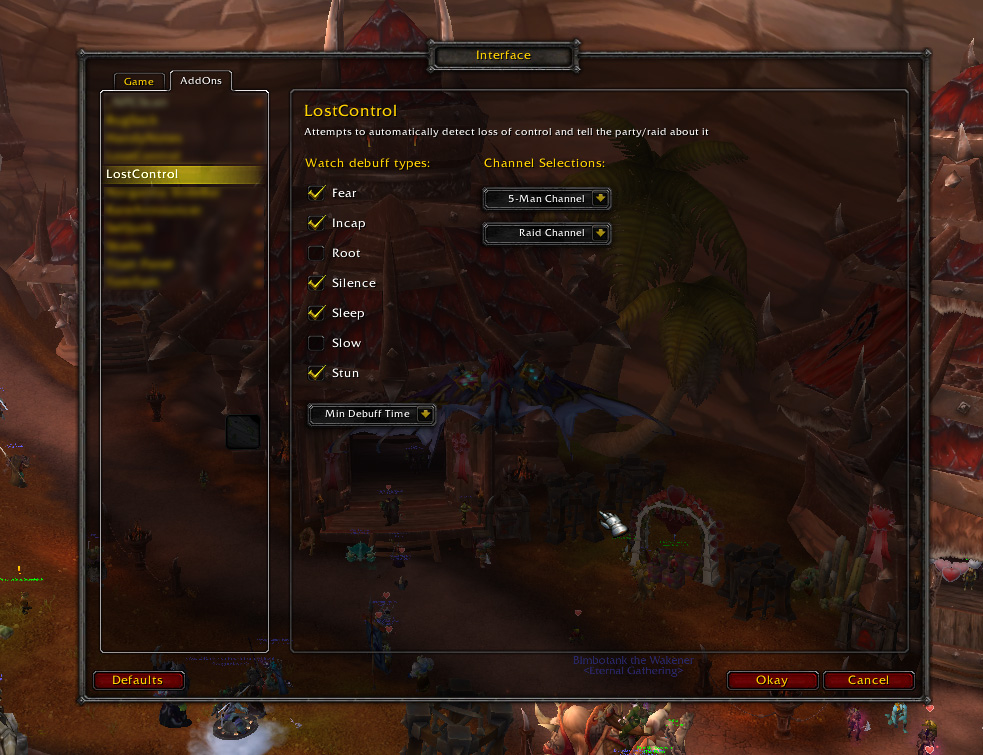 Interface
Game
AddOns
LostControl
LostControl
Attempts to automatically detect loss of control and tell the party/raid about it
Watch debuff types:
Channel Selections:
Fear
5-Man Channel
Incap
Raid Channel
Root
Silence
Sleep
Slow
Stun
Min Debuff Time
Bimbotank the Wakener
<Eternal Gathering>
Defaults
Okay
Cancel